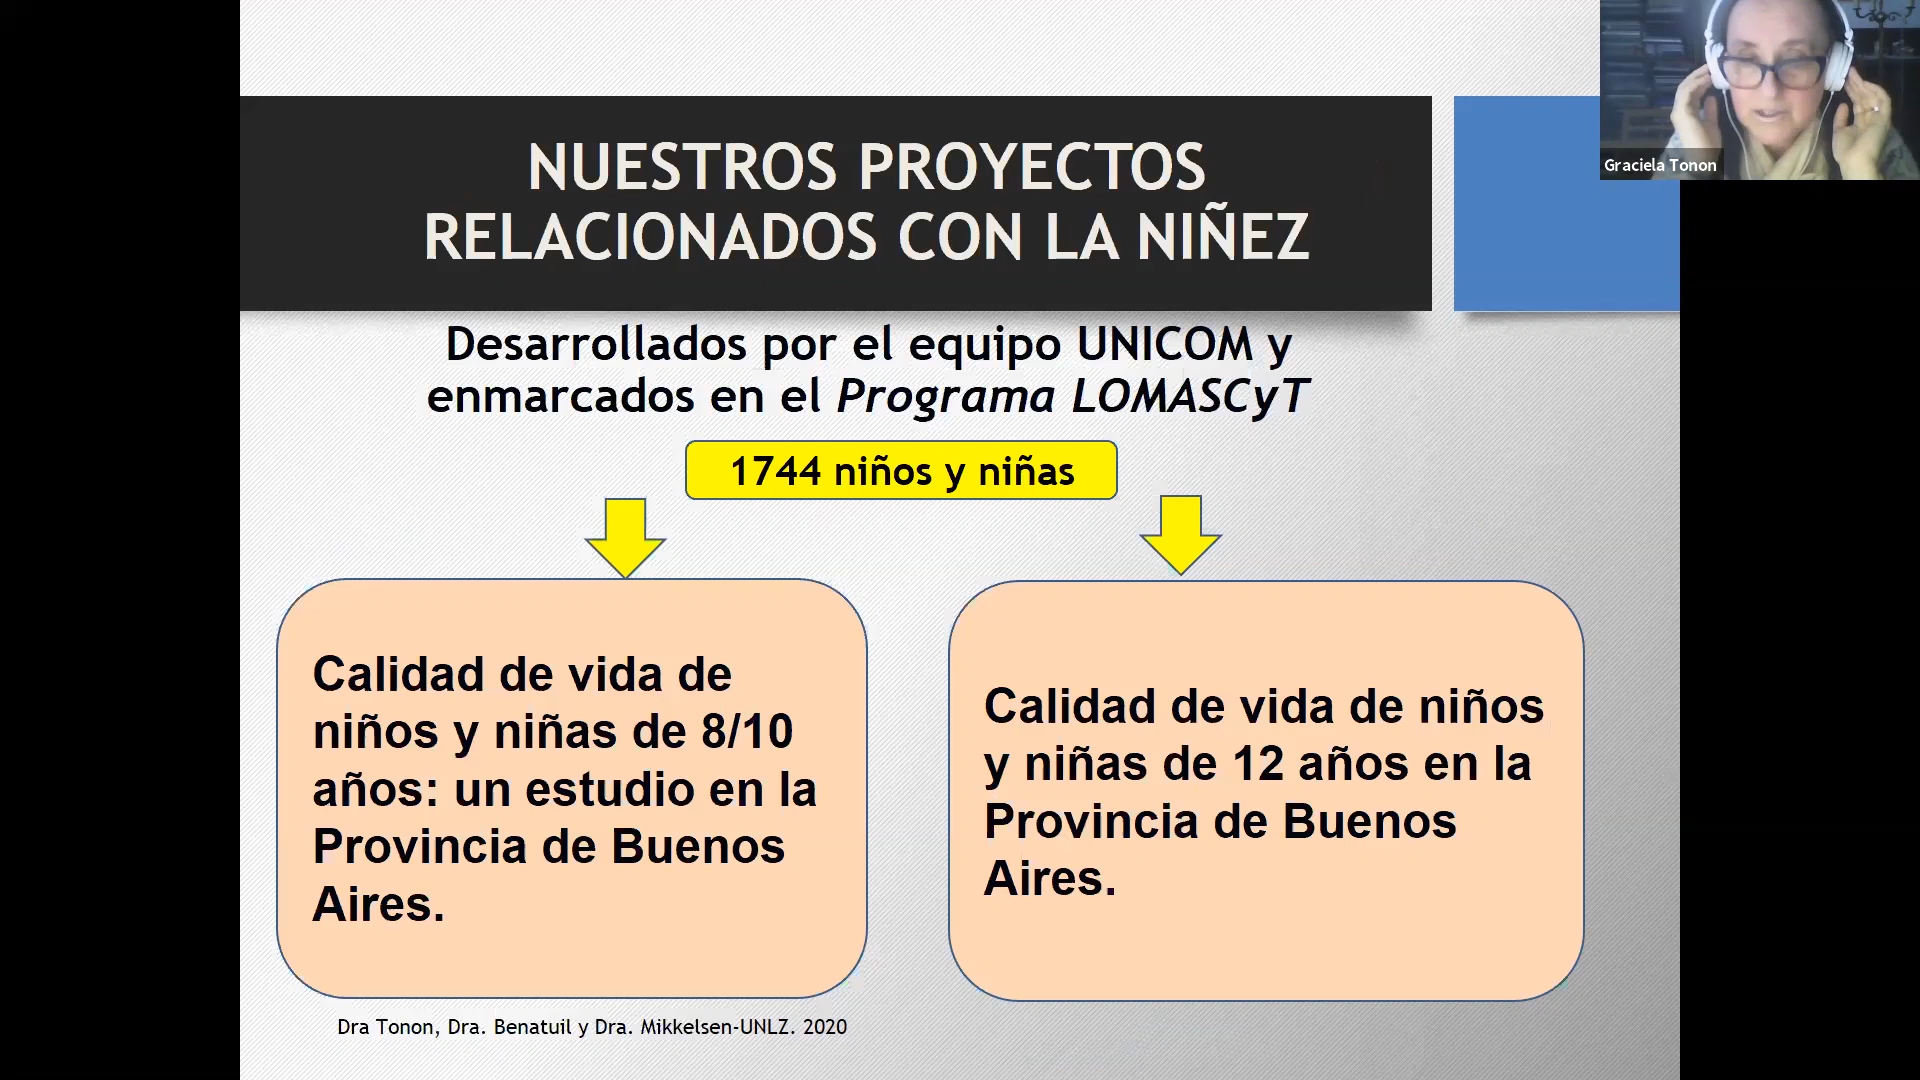 NUESTROS PROYECTOS
RELACIONADOS CON LA NIÑEZ
Graciela Tonon
Desarrollados por el equipo UNICOM y
enmarcados en el Programa LOMASCyT
1744 niños y niñas
Calidad de vida de
niños y niñas de 8/10
años: un estudio en la
Provincia de Buenos
Aires.
Calidad de vida de niños
y niñas de 12 años en la
Provincia de Buenos
Aires.
Dra Tonon, Dra. Benatuil y Dra. Mikkelsen-UNLZ. 2020